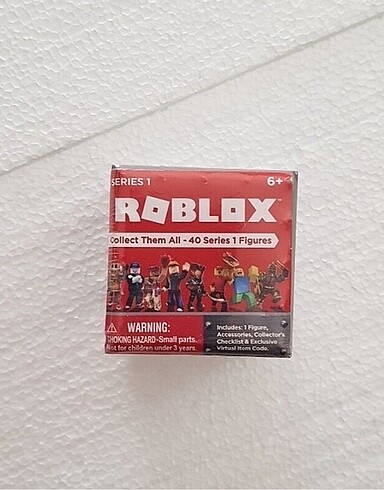 SERIES 1
6+
ROBLOX
Collect Them All - 40 Series 1 Figures
WARNING:
CHOKING HAZARD-Small parts.
Not for children under 3 years.
Includes: 1 Figure,
Accessories, Collector's
Checklist & Exclusive
Virtual Item Code.